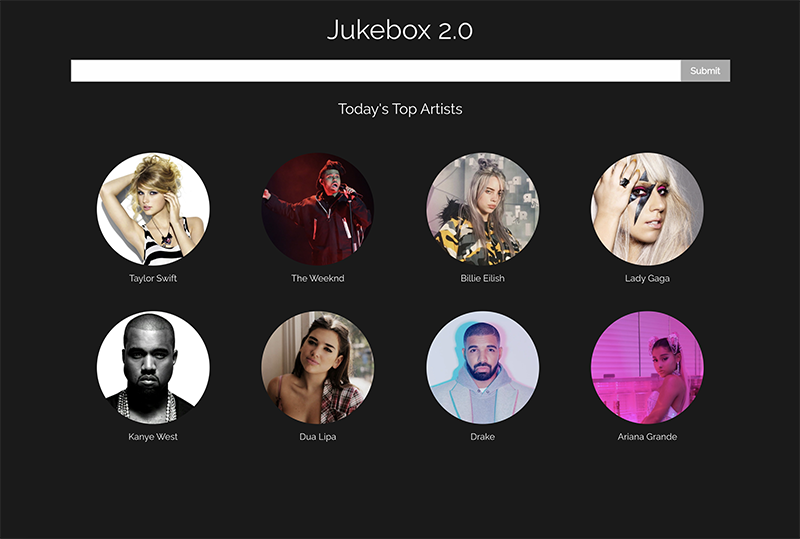 Jukebox 2.0
Submit
Today's Top Artists
Taylor Swift
The Weeknd
Billie Eilish
Lady Gaga
Kanye West
Dua Lipa
Drake
Ariana Grande